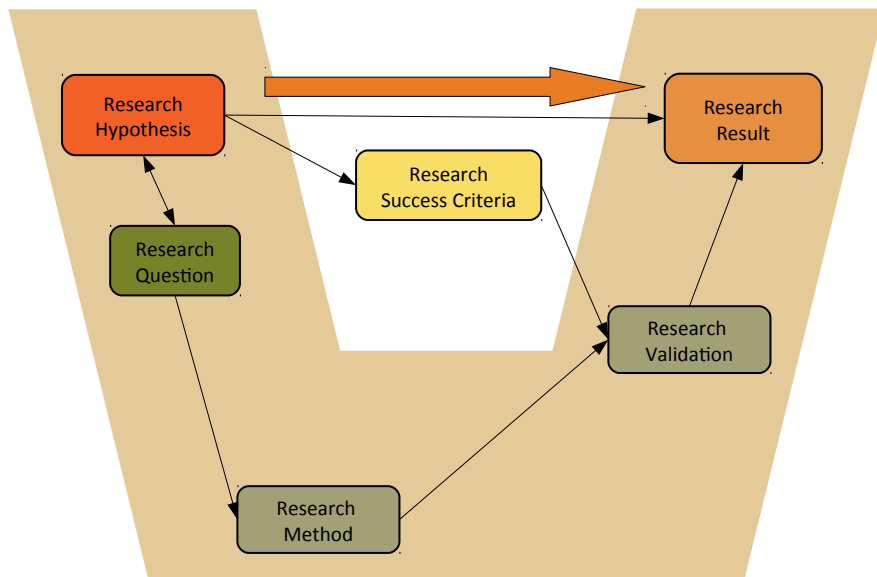 Research
Hypothesis
Research
Result
Research
Success Criteria
Research
Question
Research
Validation
Research
Method